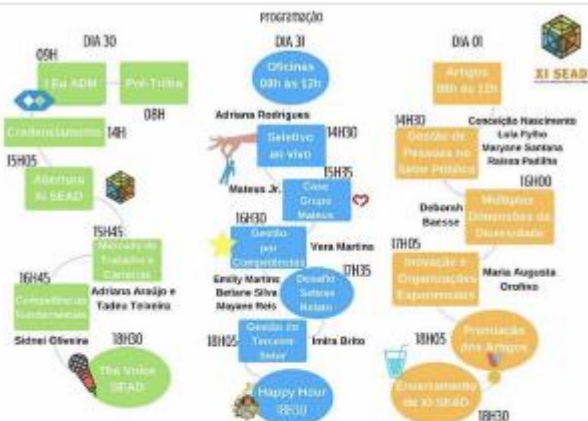 programação
DIA 30
09H
I Eu ADM
Pré-Trilha
08H
Credenciamento
14H
15H05
Abertura
XI SEAD
15H45
Mercado de
Trabalho e
Carreiras
16H45
Adriana Araújo e
Tadeu Teixeira
Competências
Fundamentais
Sidnei Oliveira
18H30
The Voice
SEAD
DIA 31
Oficinas
09h às 12h
Adriana Rodrigues
14H30
Seletivo
ao vivo
15H35
Mateus Jr.
Case
Grupo
Mateus
16H30
Gestão
por
Competências
Vera Martins
17H35
Emilly Martins
Betiane Silva
Mayane Reis
Desafio
Sebrae
Relato
18H05
Gestão do
Terceiro
Setor
Imira Brito
Happy Hour
18H30
DIA 01
XI SEAD
Artigos
08h às 12h
14H30
Conceição Nascimento
Lula Fylho
Maryane Santana
Raissa Padilha
Gestão de
Pessoas no
Setor Público
16H00
Deborah
Baesse
Múltiplas
Dimensões da
Diversidade
17H05
Inovação e
Organizações
Exponenciais
Maria Augusta
Orofino
18H05
Premiação
dos Artigos
Encerramento
do XI SEAD
18H30